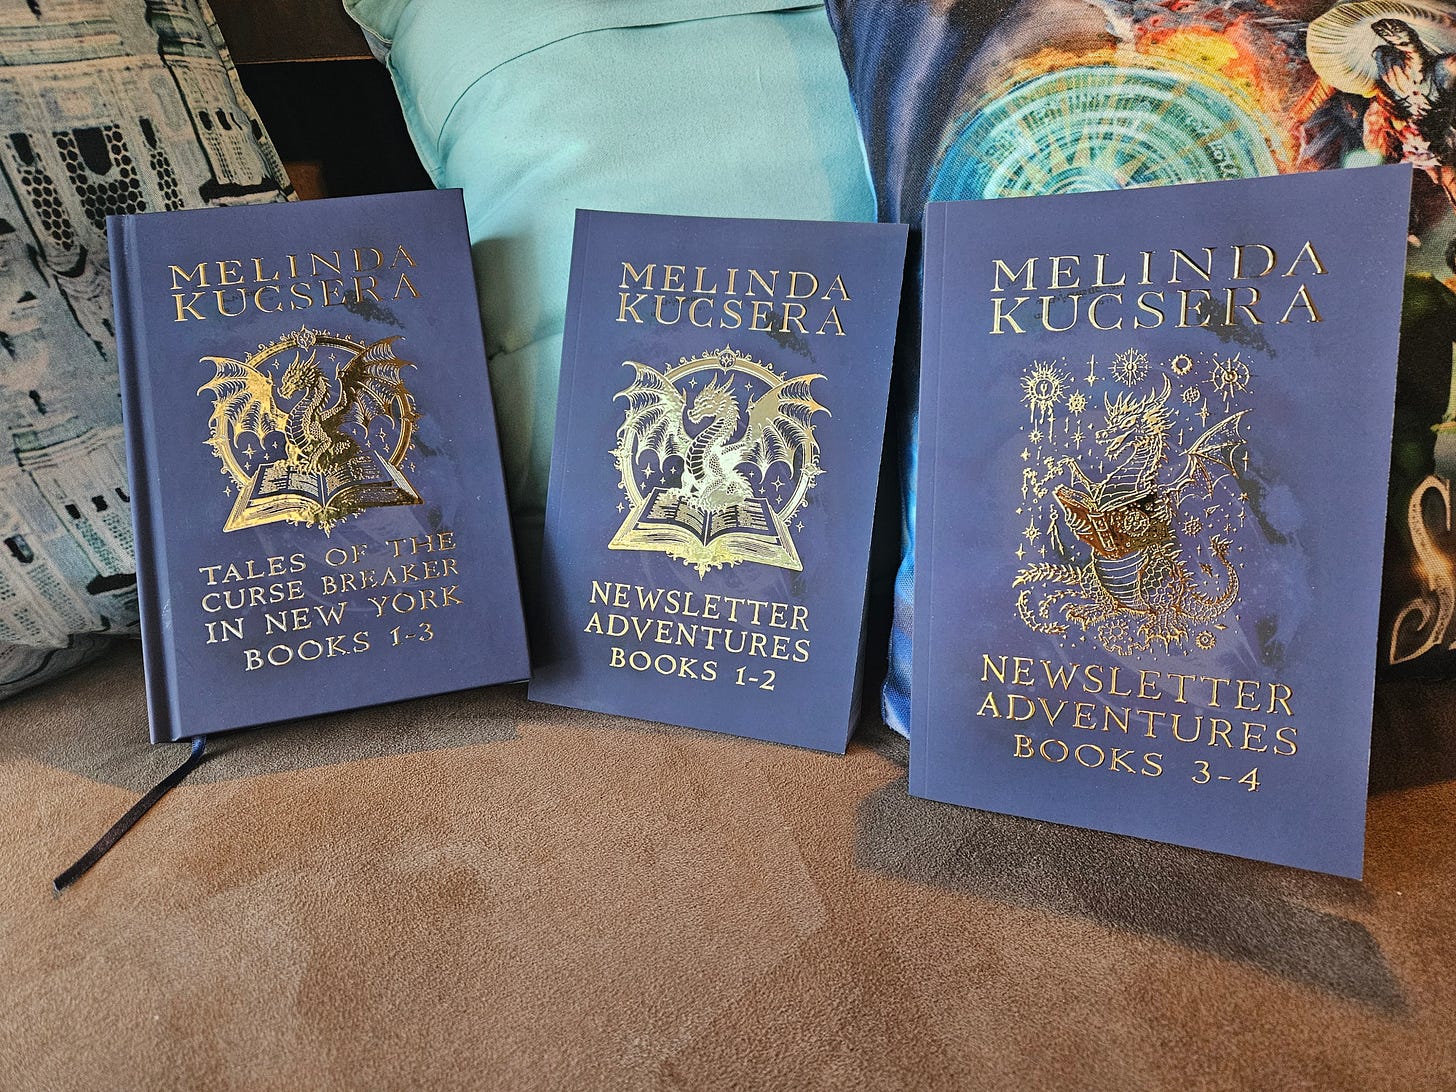 MELINDA
KUCSERA
TALES OF THE
CURSE BREAKER
IN NEW YORK
BOOKS 1-3
MELINDA
KUCSERA
NEWSLETTER
ADVENTURES
BOOKS 1-2
MELINDA
KUCSERA
NEWSLETTER
ADVENTURES
BOOKS 3-4